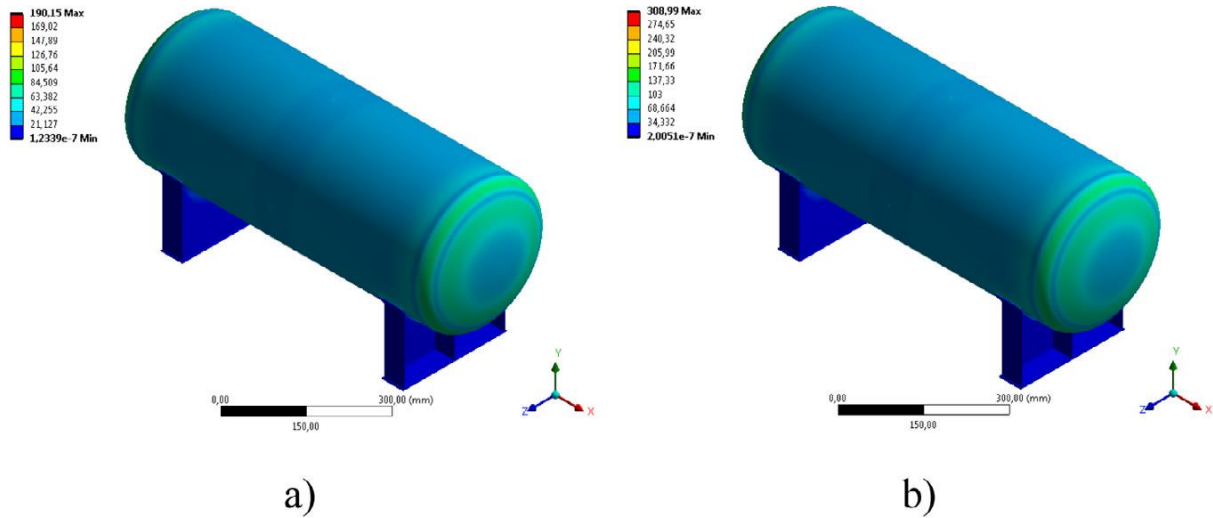 190,15 Max
169,02
147,89
126,76
105,64
84,509
63,382
42,255
21,127
1,2339e-7 Min
0,00
300,00 (mm)
150,00
Y
Z
X
a)
308,99 Max
274,65
240,32
205,99
171,66
137,33
103
68,664
34,332
2,0051e-7 Min
0,00
300,00 (mm)
150,00
Y
Z
X
b)